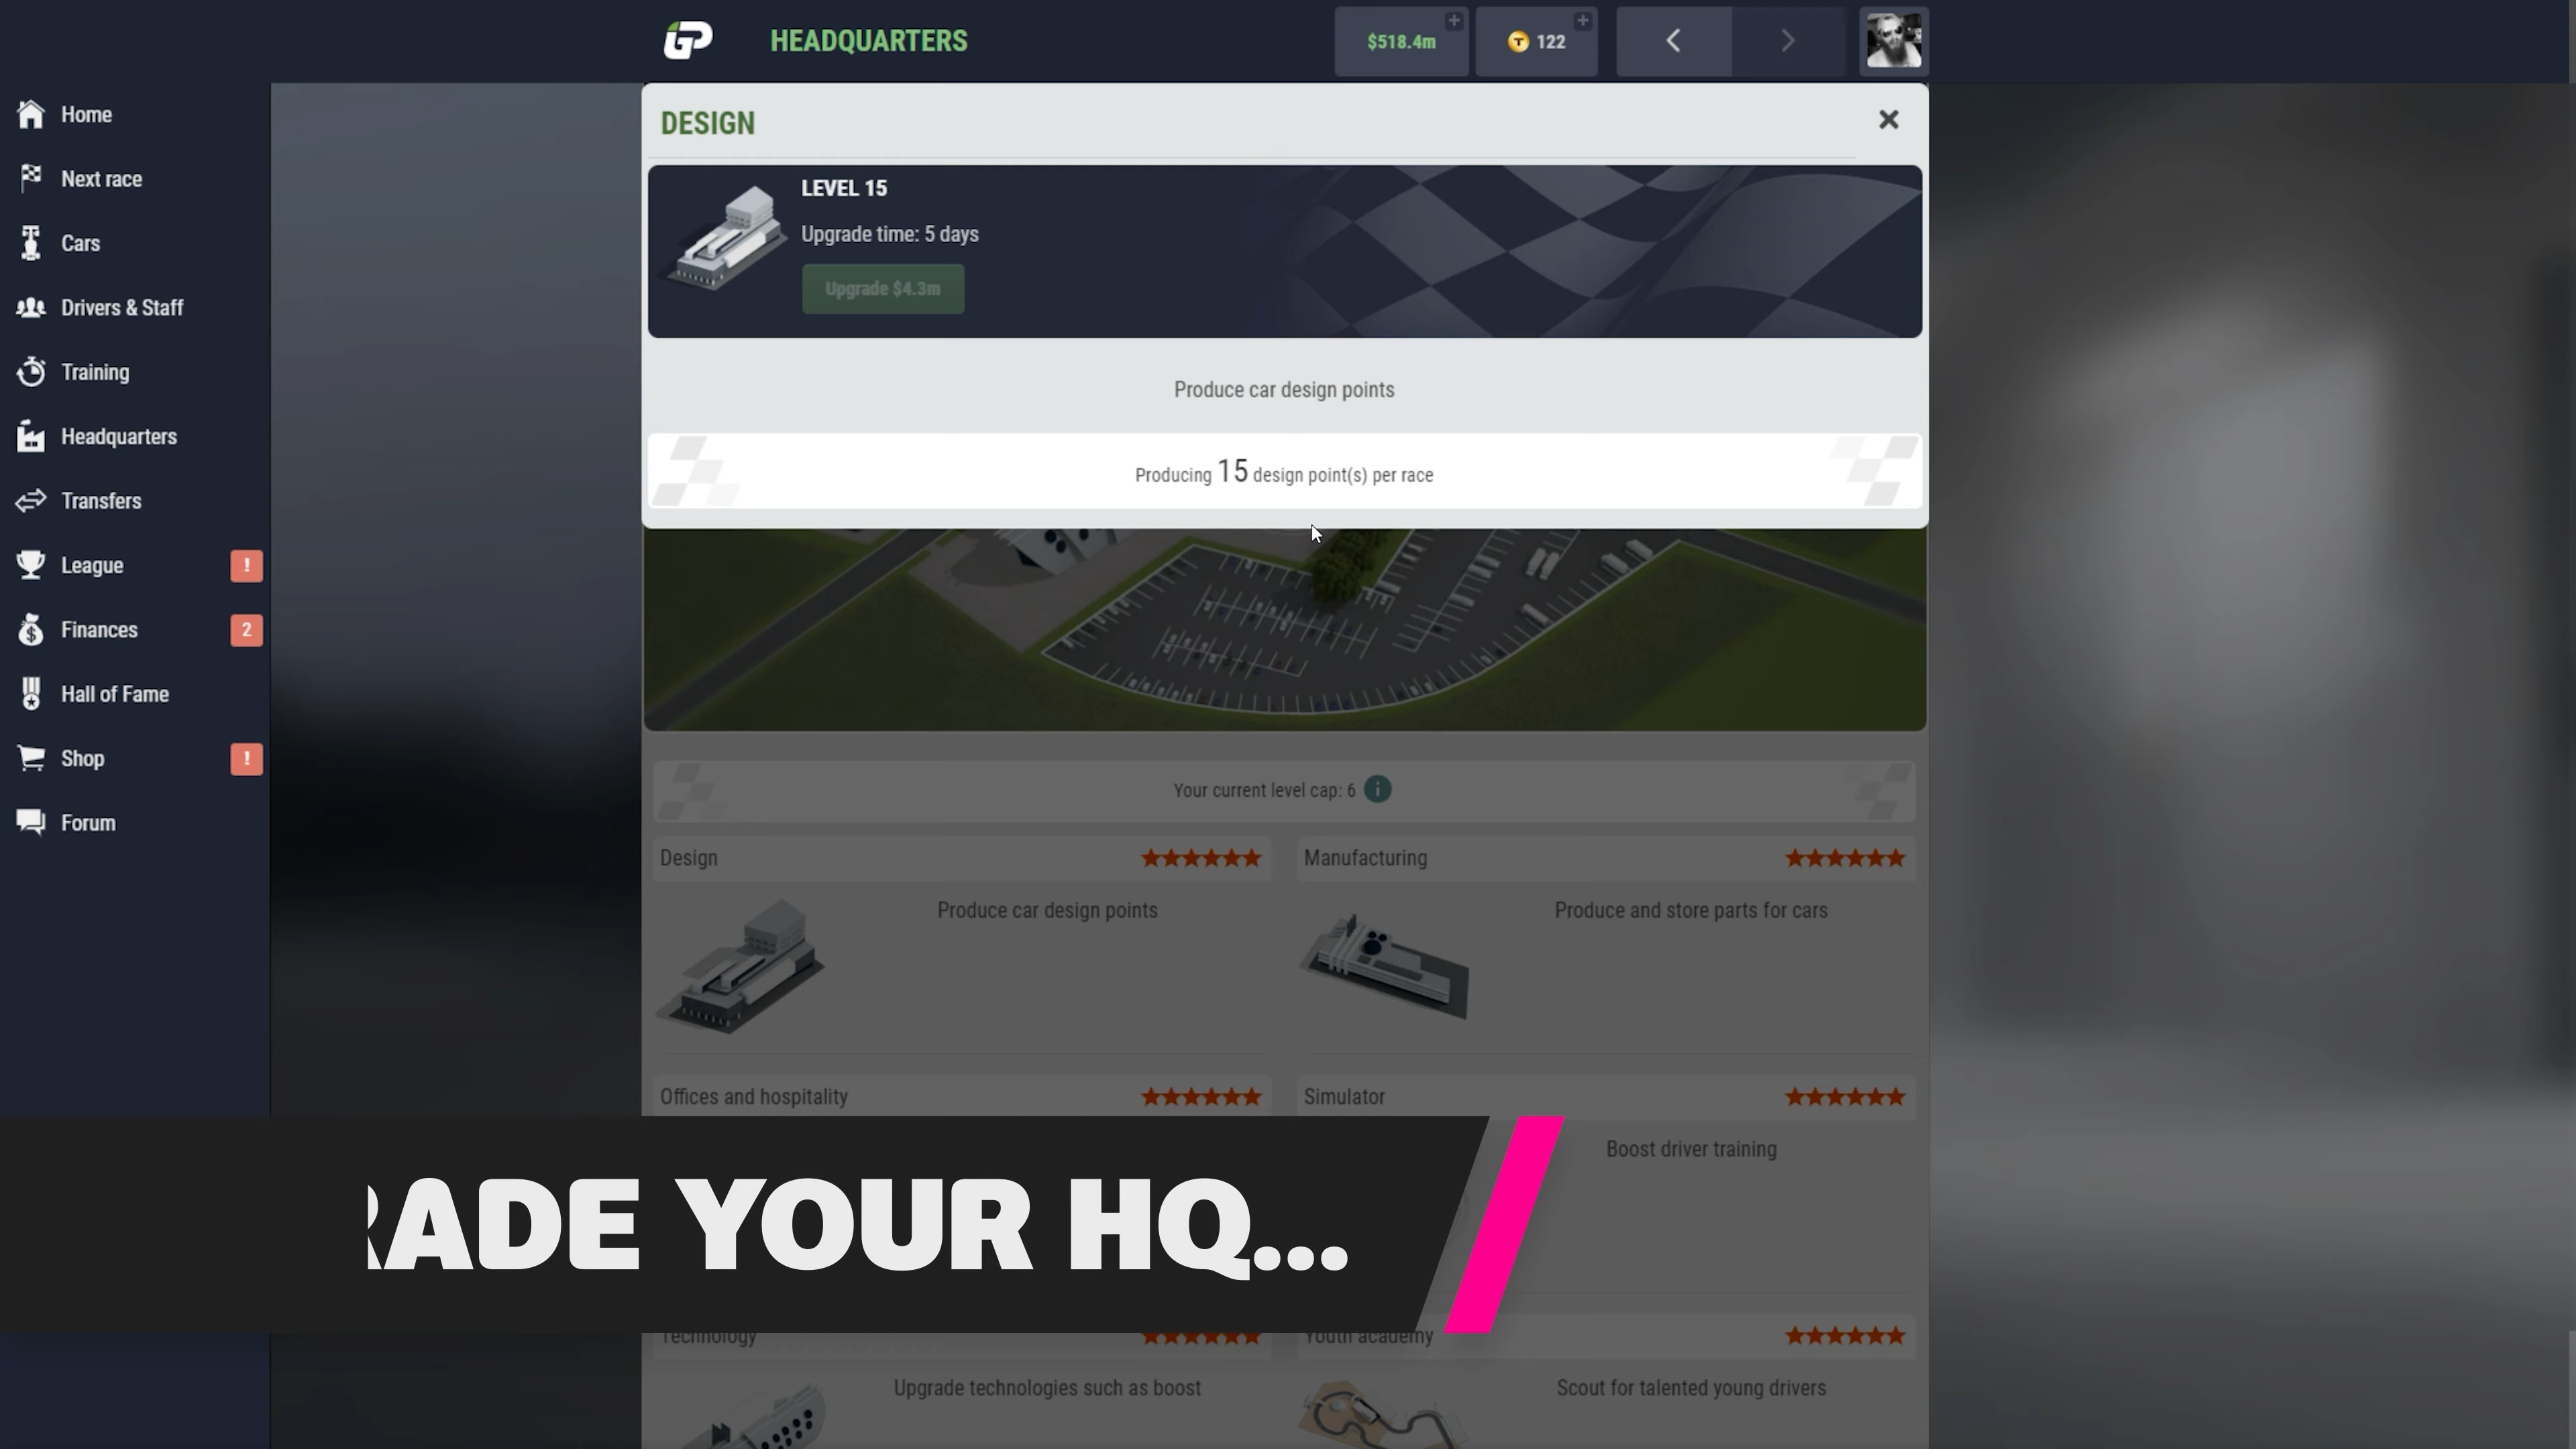 GP
HEADQUARTERS
$518.4m
122
Home
Next race
Cars
Drivers & Staff
Training
Headquarters
Transfers
League !
Finances 2
Hall of Fame
Shop !
Forum
DESIGN
LEVEL 15
Upgrade time: 5 days
Upgrade $4.3m
Produce car design points
Producing 15 design point(s) per race
Your current level cap: 6
Design
Manufacturing
Produce car design points
Produce and store parts for cars
Offices and hospitality
Simulator
Boost driver training
RADE YOUR HQ...
Technology
Youth academy
Upgrade technologies such as boost
Scout for talented young drivers